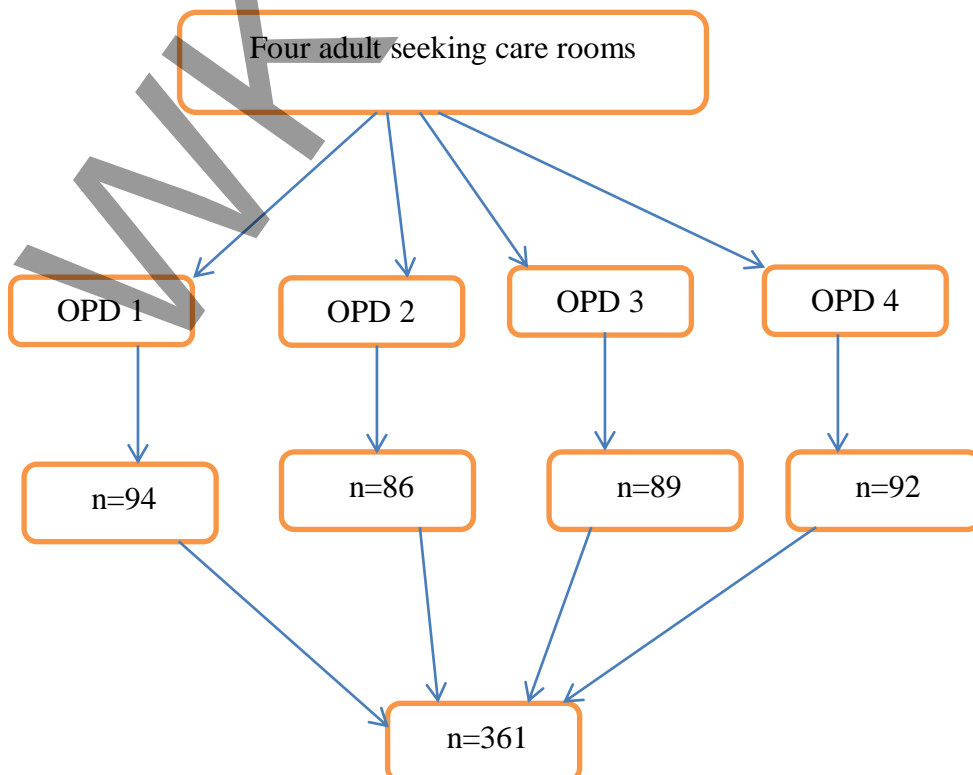 Four adult seeking care rooms
OPD 1
OPD 2
OPD 3
OPD 4
n=94
n=86
n=89
n=92
n=361